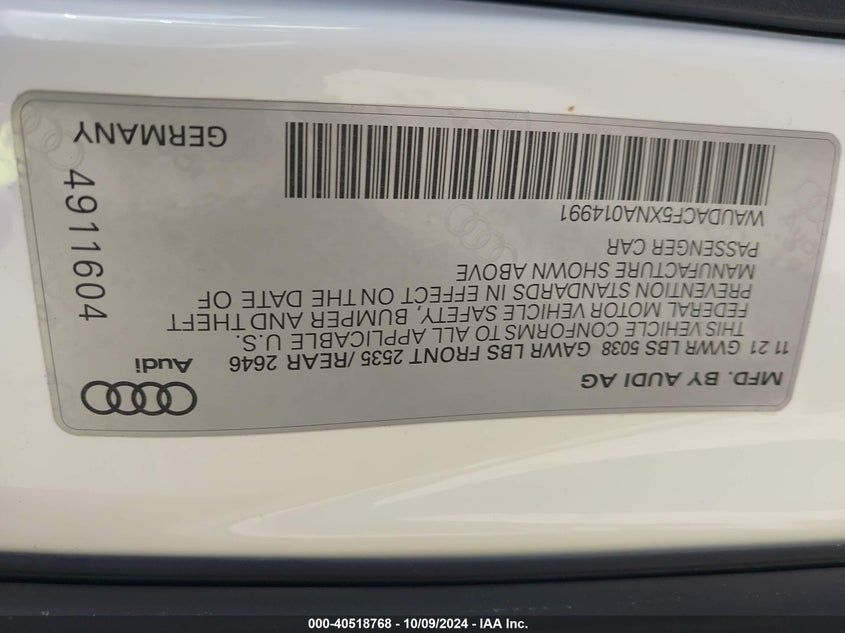 MFD. BY AUDI AG
11 21 GVWR LBS 5038 GAWR LBS FRONT 2535 /REAR 2646
THIS VEHICLE CONFORMS TO ALL APPLICABLE U.S.
FEDERAL MOTOR VEHICLE SAFETY, BUMPER AND THEFT
PREVENTION STANDARDS IN EFFECT ON THE DATE OF
MANUFACTURE SHOWN ABOVE
PASSENGER CAR
WAUDACF5XNA014991
Audi
4911604
GERMANY
000-40518768 - 10/09/2024 - IAA Inc.